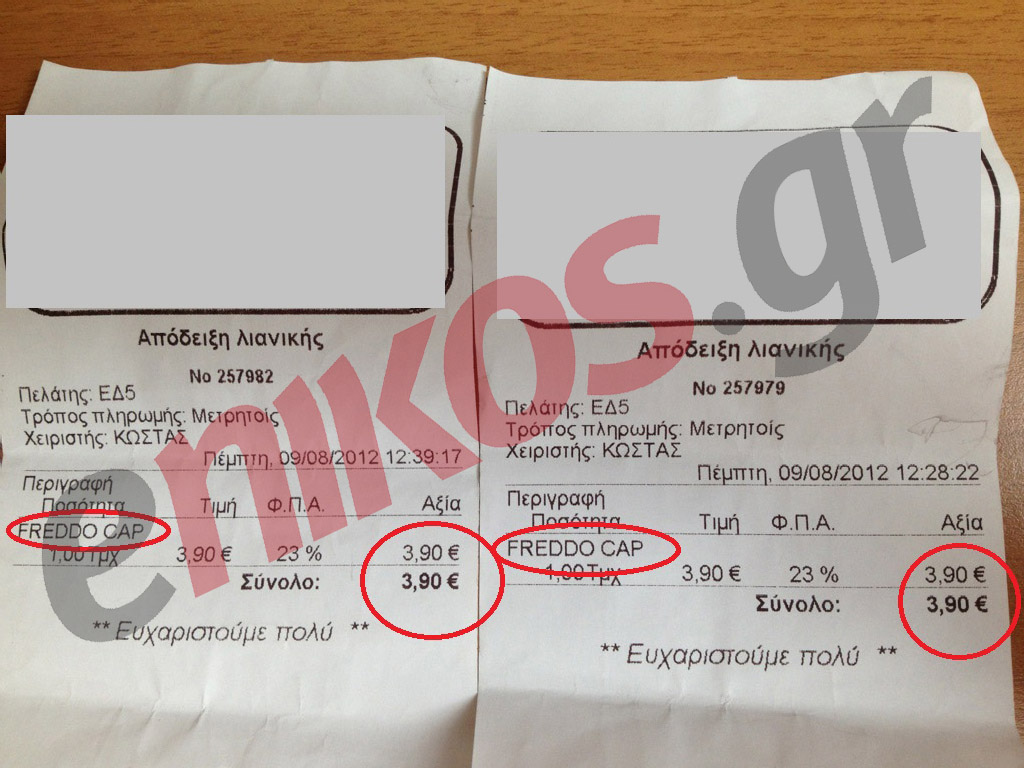 Απόδειξη λιανικής
Νο 257982
Πελάτης: ΕΔ5
Τρόπος πληρωμής: Μετρητοίς
Χειριστής: ΚΩΣΤΑΣ
Πέμπτη, 09/08/2012 12:39:17
Περιγραφή
Ποσότητα Τιμή Φ.Π.Α. Αξία
FREDDO CAP
1,00 Τμχ 3,90 € 23 % 3,90 €
Σύνολο: 3,90 €
** Ευχαριστούμε πολύ **
Απόδειξη λιανικής
Νο 257979
Πελάτης: ΕΔ5
Τρόπος πληρωμής: Μετρητοίς
Χειριστής: ΚΩΣΤΑΣ
Πέμπτη, 09/08/2012 12:28:22
Περιγραφή
Ποσότητα Τιμή Φ.Π.Α. Αξία
FREDDO CAP
1,00 Τμχ 3,90 € 23 % 3,90 €
Σύνολο: 3,90 €
** Ευχαριστούμε πολύ **
enikos.gr